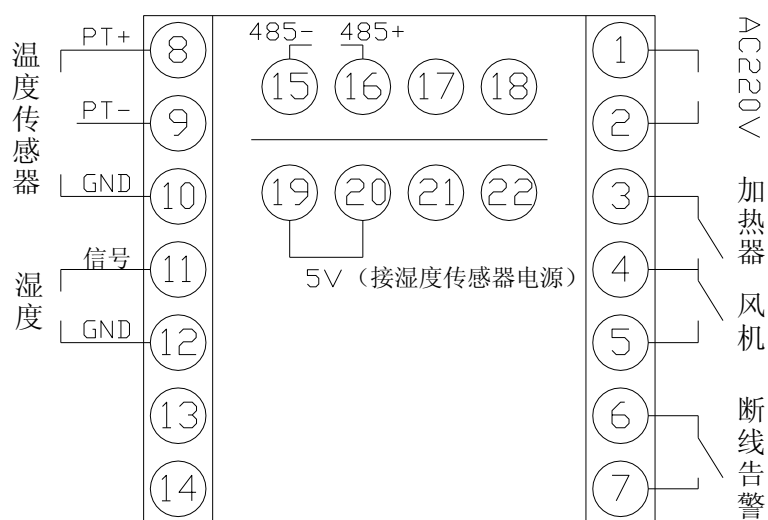 温度传感器
PT+
8
PT-
9
GND
10
湿度
信号
11
GND
12
13
14
485- 485+
15 16 17 18
19 20 21 22
5V（接湿度传感器电源）
1
2
3
4
5
6
7
AC220V
加热器
风机
断线告警